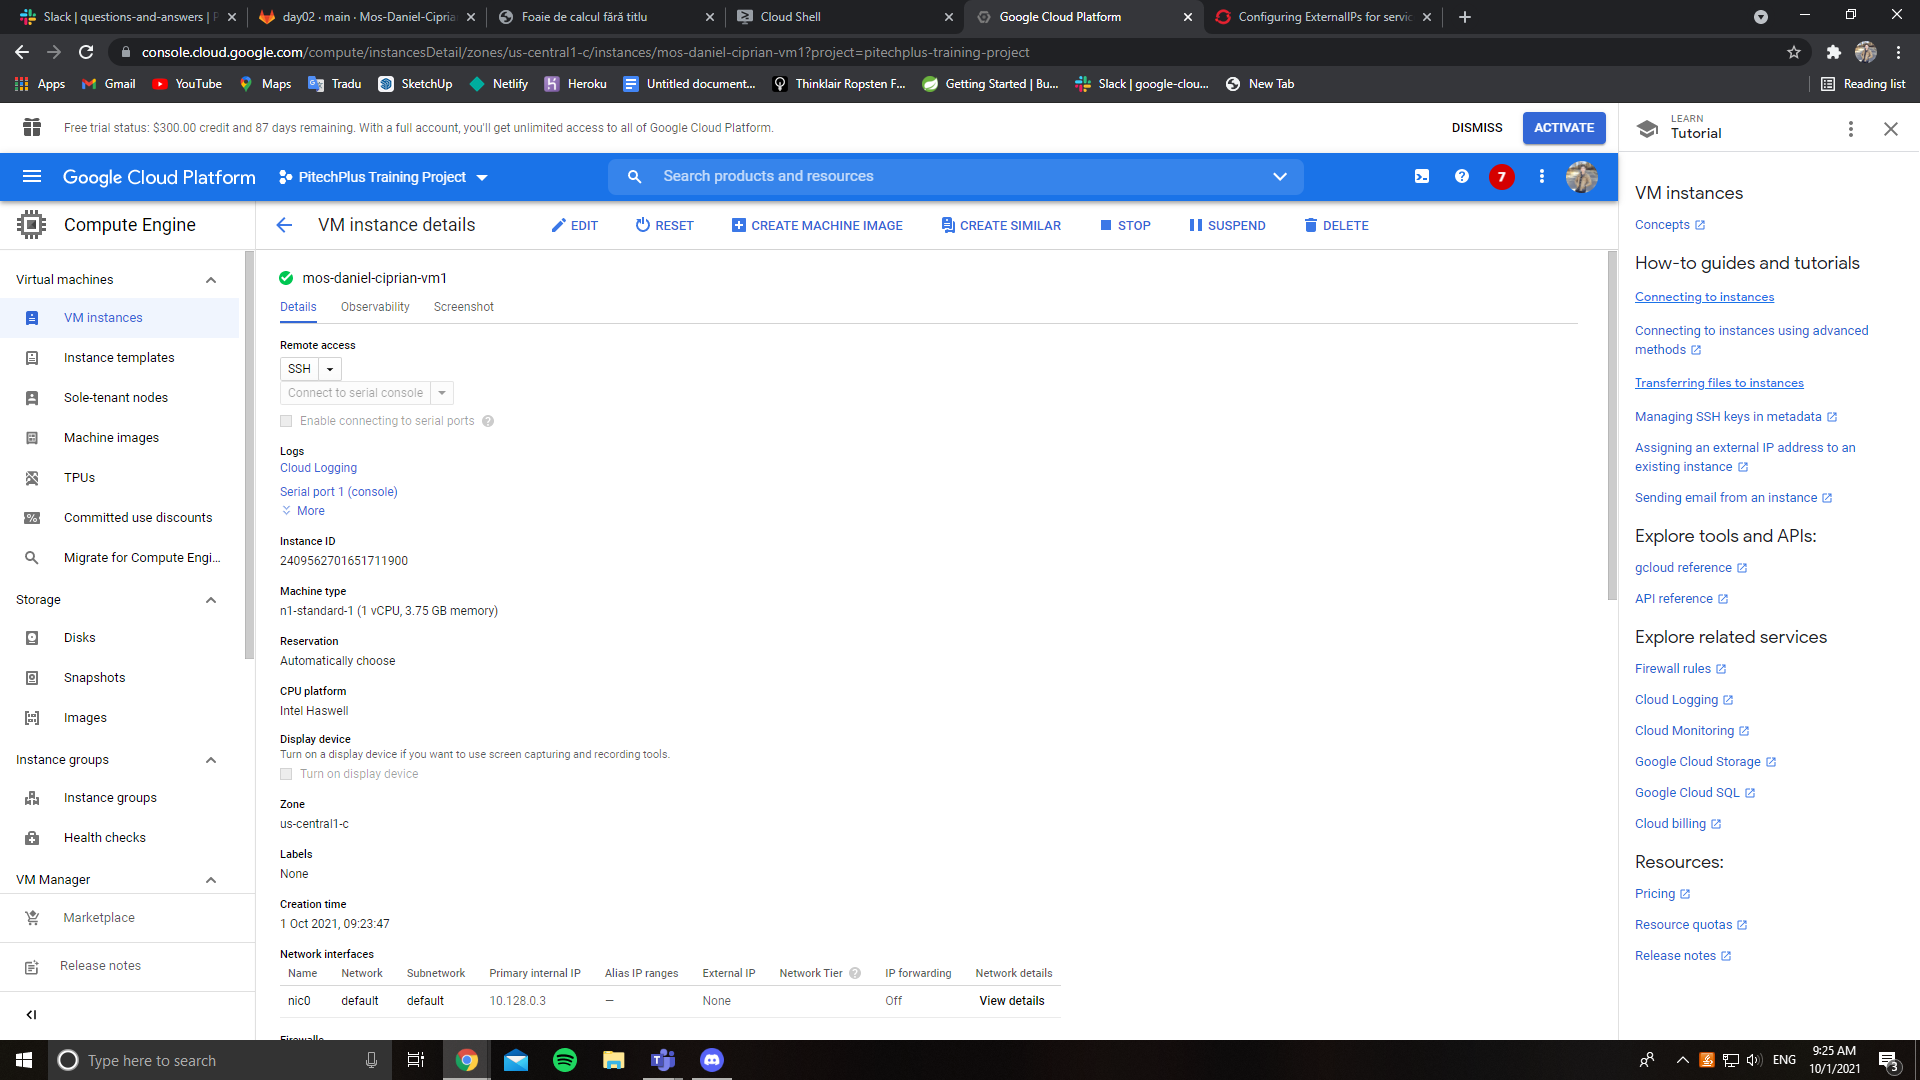 Slack | questions-and-answers | P
day02 · main · Mos-Daniel-Cipria
Foaie de calcul fără titlu
Cloud Shell
Google Cloud Platform
Configuring ExternalIPs for servic
console.cloud.google.com/compute/instancesDetail/zones/us-central1-c/instances/mos-daniel-ciprian-vm1?project=pitechplus-training-project
Apps
Gmail
YouTube
Maps
Tradu
SketchUp
Netlify
Heroku
Untitled document...
Thinklair Ropsten F...
Getting Started | Bu...
Slack | google-clou...
New Tab
Reading list
Free trial status: $300.00 credit and 87 days remaining. With a full account, you'll get unlimited access to all of Google Cloud Platform.
DISMISS
ACTIVATE
LEARN
Tutorial
Google Cloud Platform
PitechPlus Training Project
Search products and resources
7
Compute Engine
VM instance details
EDIT
RESET
CREATE MACHINE IMAGE
CREATE SIMILAR
STOP
SUSPEND
DELETE
Virtual machines
VM instances
Instance templates
Sole-tenant nodes
Machine images
TPUs
Committed use discounts
Migrate for Compute Engi...
Storage
Disks
Snapshots
Images
Instance groups
Instance groups
Health checks
VM Manager
Marketplace
Release notes
mos-daniel-ciprian-vm1
Details
Observability
Screenshot
Remote access
SSH
Connect to serial console
Enable connecting to serial ports
Logs
Cloud Logging
Serial port 1 (console)
More
Instance ID
2409562701651711900
Machine type
n1-standard-1 (1 vCPU, 3.75 GB memory)
Reservation
Automatically choose
CPU platform
Intel Haswell
Display device
Turn on a display device if you want to use screen capturing and recording tools.
Turn on display device
Zone
us-central1-c
Labels
None
Creation time
1 Oct 2021, 09:23:47
Network interfaces
Name Network Subnetwork Primary internal IP Alias IP ranges External IP Network Tier IP forwarding Network details
nic0 default default 10.128.0.3 — None Off View details
Firewalls
VM instances
Concepts
How-to guides and tutorials
Connecting to instances
Connecting to instances using advanced
methods
Transferring files to instances
Managing SSH keys in metadata
Assigning an external IP address to an
existing instance
Sending email from an instance
Explore tools and APIs:
gcloud reference
API reference
Explore related services
Firewall rules
Cloud Logging
Cloud Monitoring
Google Cloud Storage
Google Cloud SQL
Cloud billing
Resources:
Pricing
Resource quotas
Release notes
Type here to search
ENG
9:25 AM
10/1/2021
3